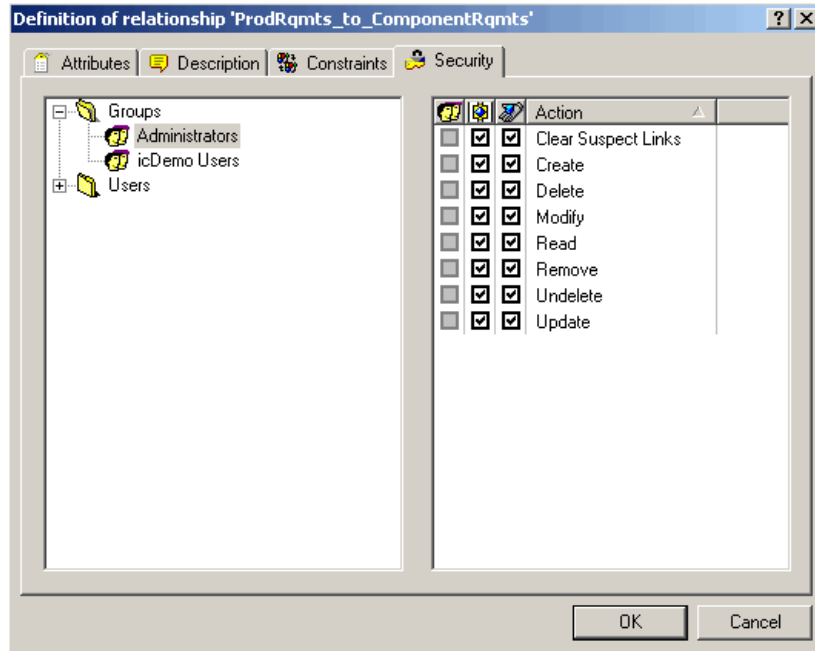 Definition of relationship 'ProdRqmts_to_ComponentRqmts'
Attributes
Description
Constraints
Security
Groups
Administrators
icDemo Users
Users
Action
Clear Suspect Links
Create
Delete
Modify
Read
Remove
Undelete
Update
OK
Cancel